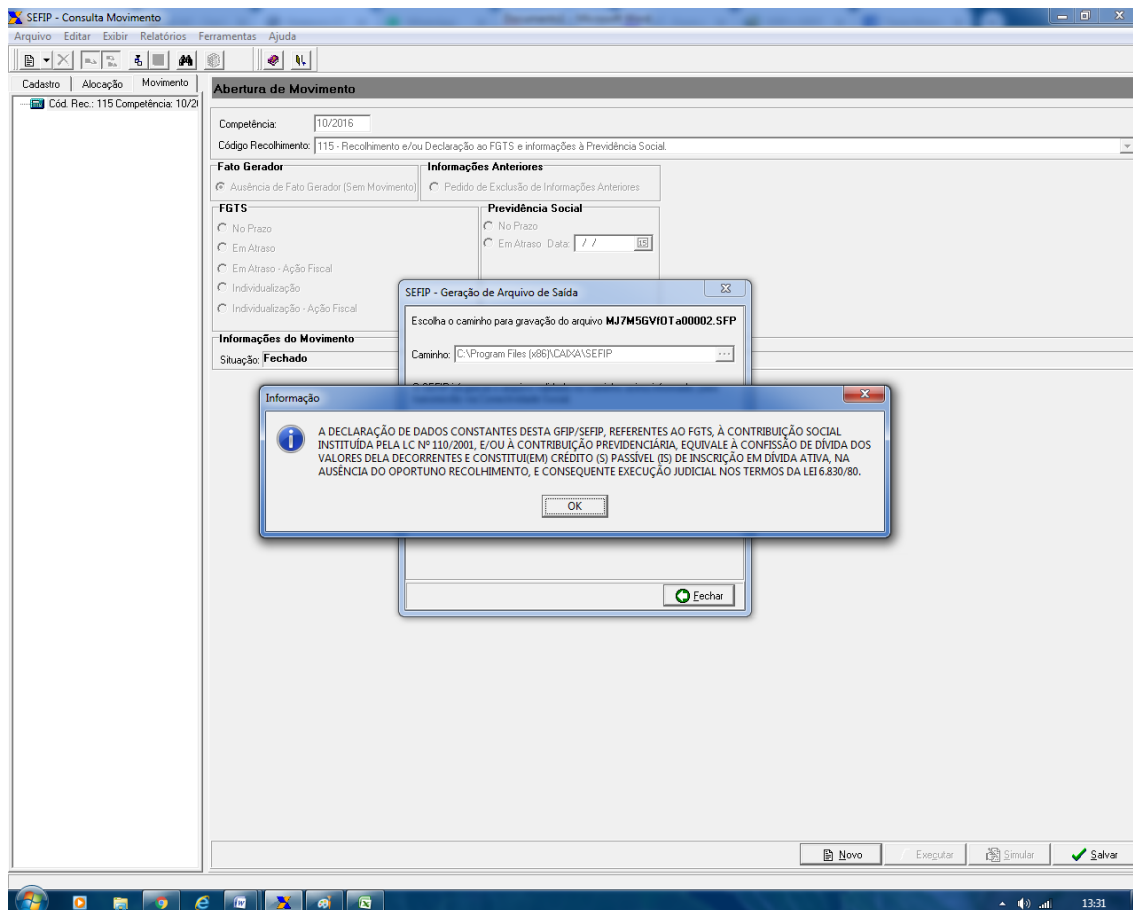 SEFIP - Consulta Movimento
Arquivo Editar Exibir Relatórios Ferramentas Ajuda
Cadastro Alocação Movimento
Cód. Rec.: 115 Competência: 10/2
Abertura de Movimento
Competência: 10/2016
Código Recolhimento: 115 - Recolhimento e/ou Declaração ao FGTS e informações à Previdência Social.
Fato Gerador
Ausência de Fato Gerador (Sem Movimento)
Informações Anteriores
Pedido de Exclusão de Informações Anteriores
FGTS
No Prazo
Em Atraso
Em Atraso - Ação Fiscal
Individualização
Individualização - Ação Fiscal
Previdência Social
No Prazo
Em Atraso Data: / / 15
Informações do Movimento
Situação: Fechado
SEFIP - Geração de Arquivo de Saída
Escolha o caminho para gravação do arquivo MJ7M5GVfOTa00002.SFP
Caminho: C:\Program Files (x86)\CAIXA\SEFIP ...
Informação
A DECLARAÇÃO DE DADOS CONSTANTES DESTA GFIP/SEFIP, REFERENTES AO FGTS, À CONTRIBUIÇÃO SOCIAL
INSTITUÍDA PELA LC Nº 110/2001, E/OU À CONTRIBUIÇÃO PREVIDENCIÁRIA, EQUIVALE À CONFISSÃO DE DÍVIDA DOS
VALORES DELA DECORRENTES E CONSTITUI(EM) CRÉDITO (S) PASSÍVEL (IS) DE INSCRIÇÃO EM DÍVIDA ATIVA, NA
AUSÊNCIA DO OPORTUNO RECOLHIMENTO, E CONSEQUENTE EXECUÇÃO JUDICIAL NOS TERMOS DA LEI 6.830/80.
OK
Fechar
Novo Executar Simular Salvar
13:31